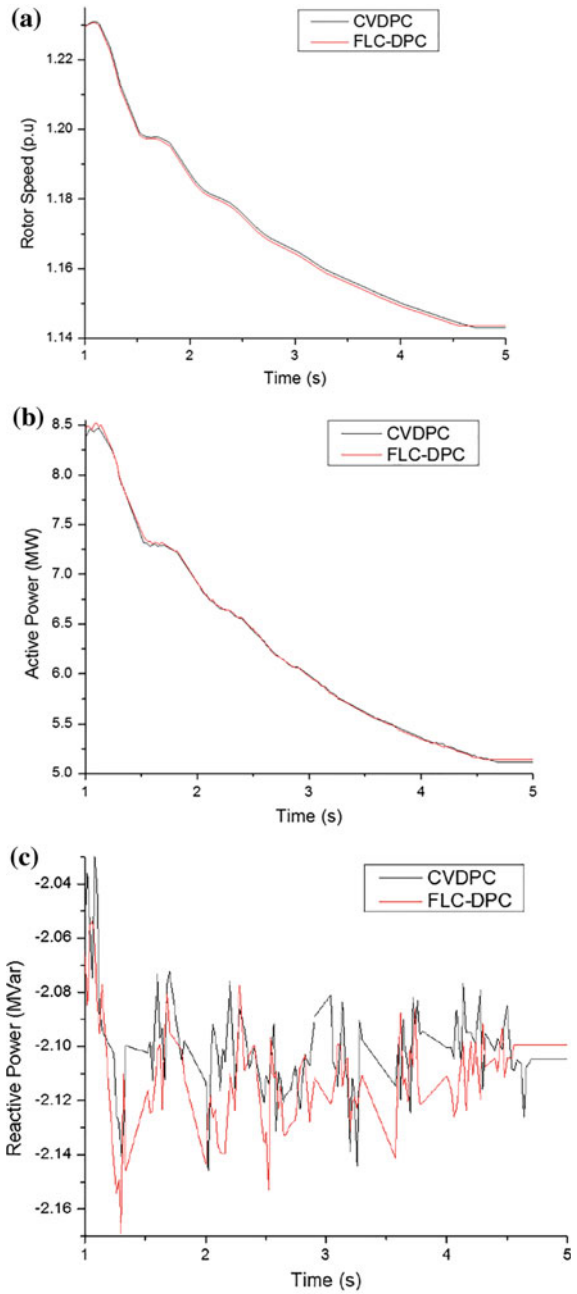 (a)
CVDPC
FLC-DPC
Rotor Speed (p.u)
1.22
1.20
1.18
1.16
1.14
1 2 3 4 5
Time (s)
(b)
CVDPC
FLC-DPC
Active Power (MW)
8.5
7.5
7.0
6.5
6.0
5.5
5.0
1 2 3 4 5
Time (s)
(c)
CVDPC
FLC-DPC
Reactive Power (MVar)
-2.04
-2.06
-2.08
-2.10
-2.12
-2.14
-2.16
1 2 3 4 5
Time (s)